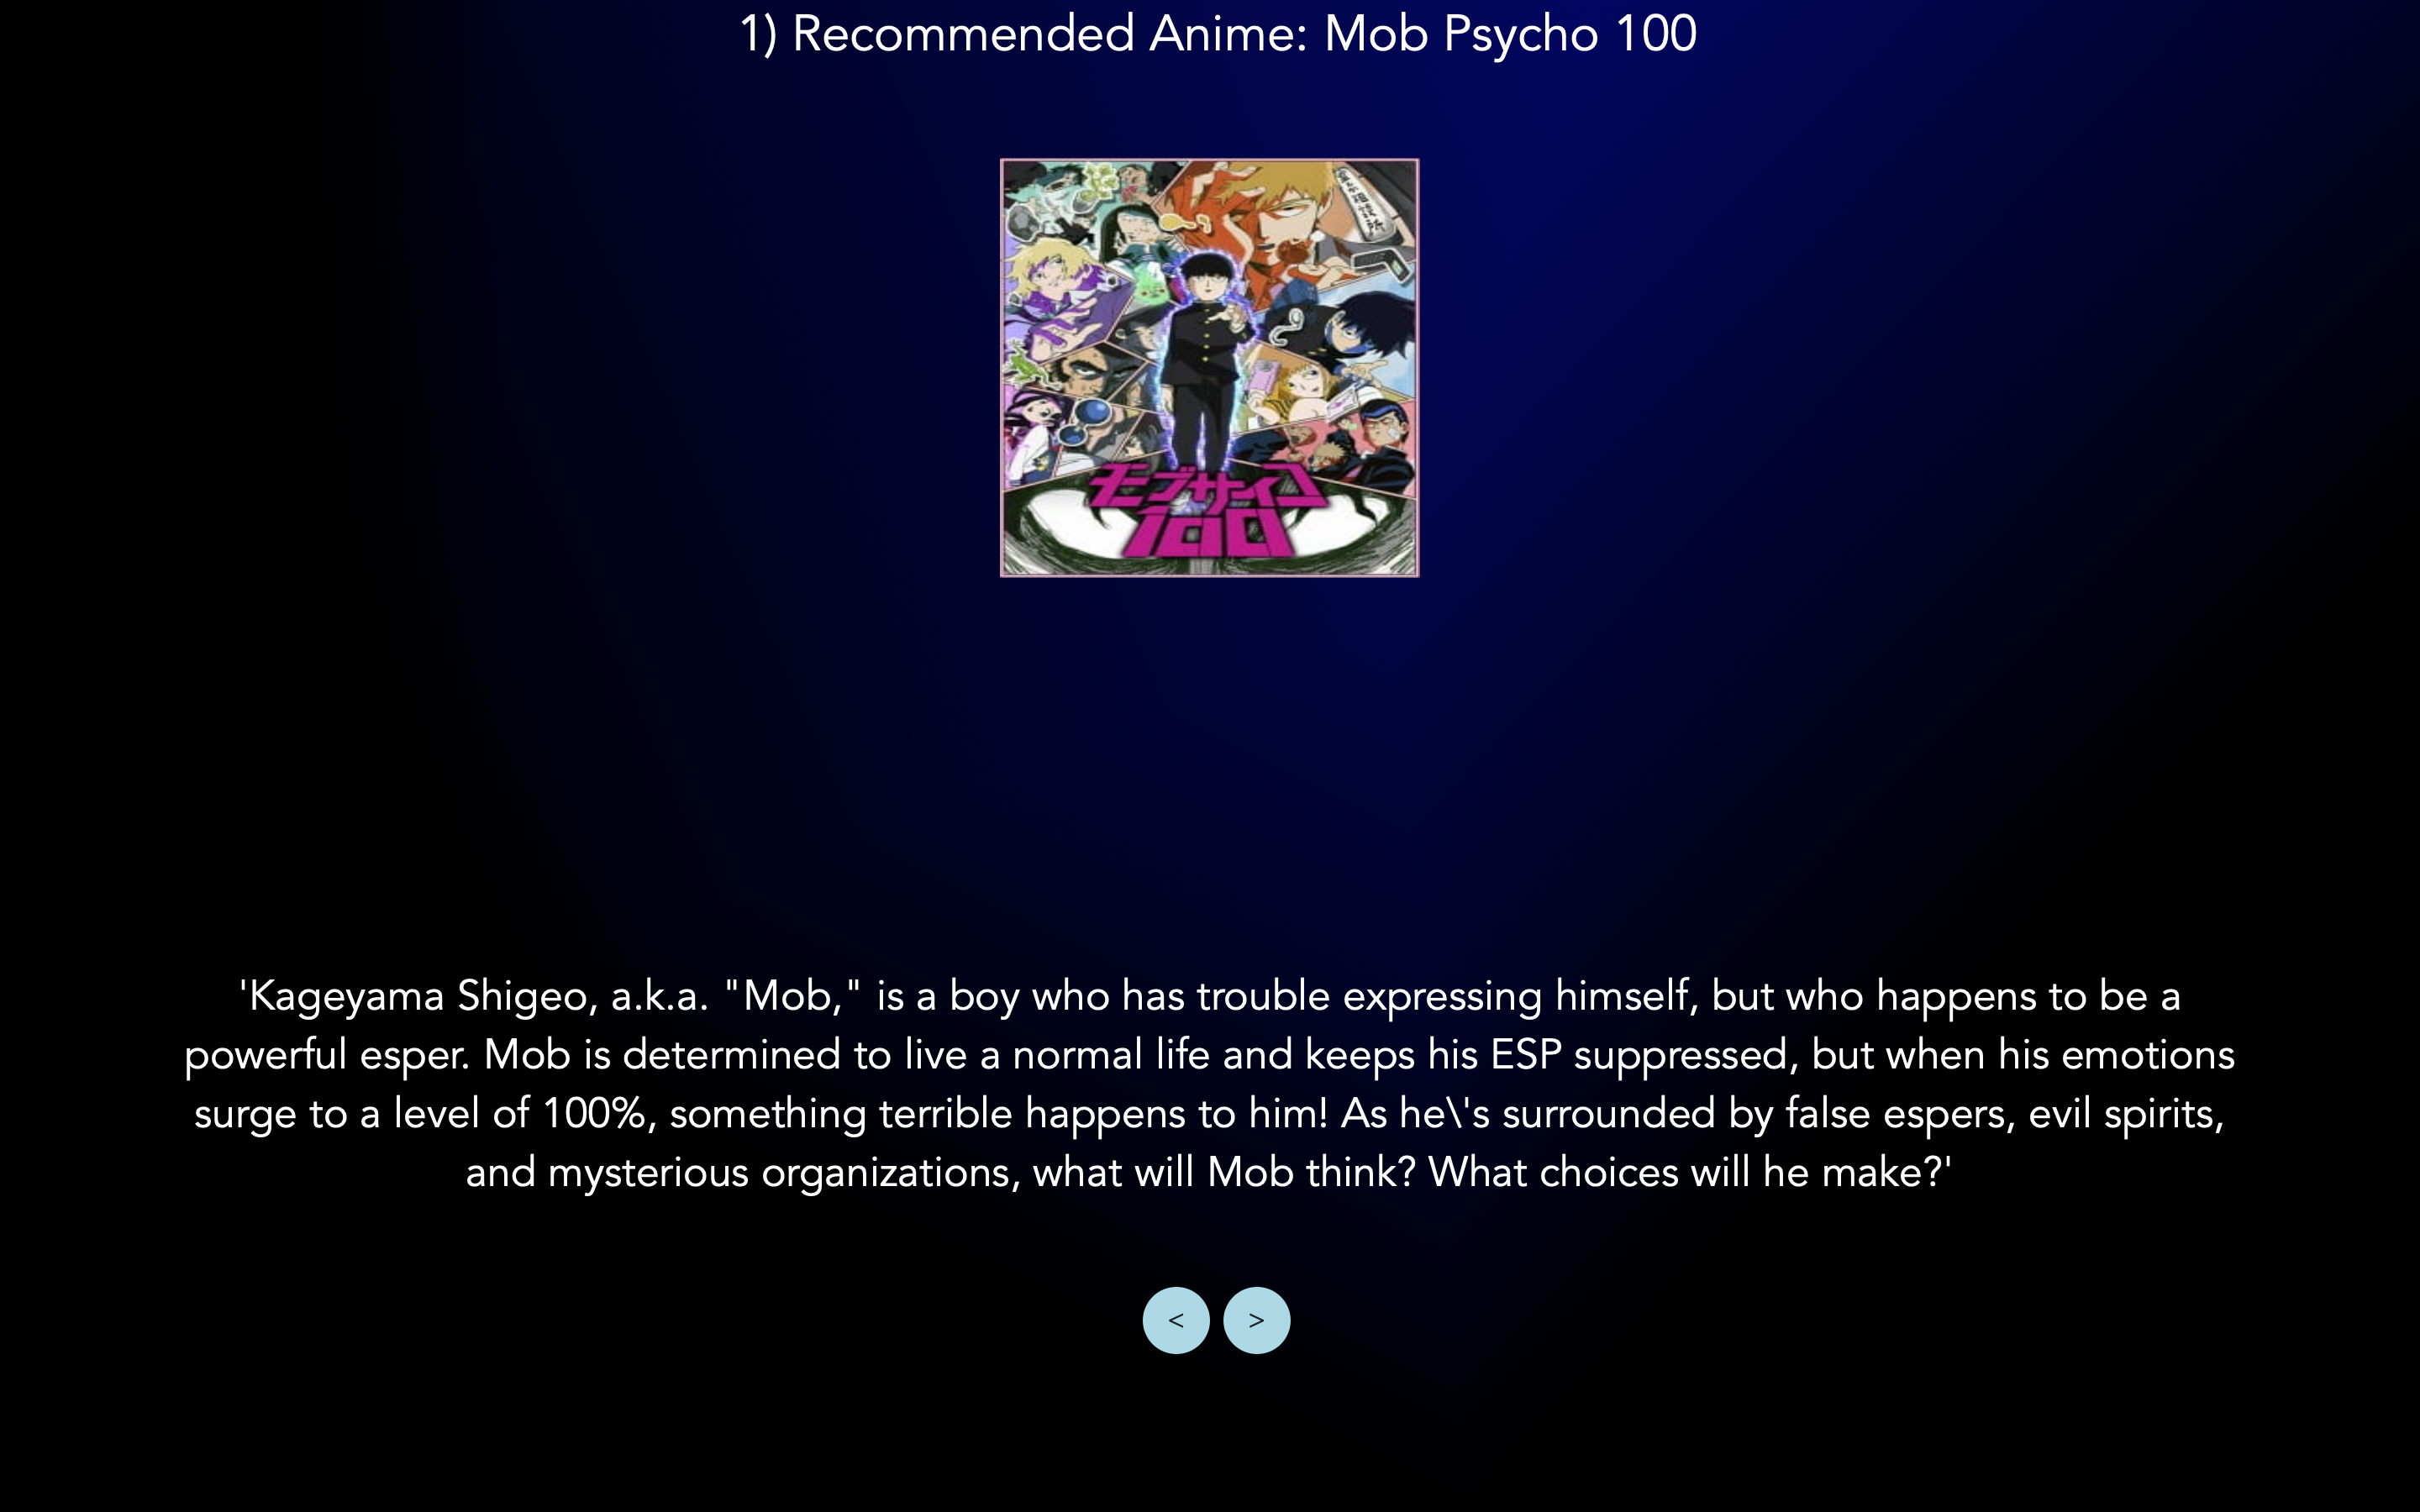 1) Recommended Anime: Mob Psycho 100
モブサイコ
100
'Kageyama Shigeo, a.k.a. "Mob," is a boy who has trouble expressing himself, but who happens to be a
powerful esper. Mob is determined to live a normal life and keeps his ESP suppressed, but when his emotions
surge to a level of 100%, something terrible happens to him! As he\'s surrounded by false espers, evil spirits,
and mysterious organizations, what will Mob think? What choices will he make?'
< >